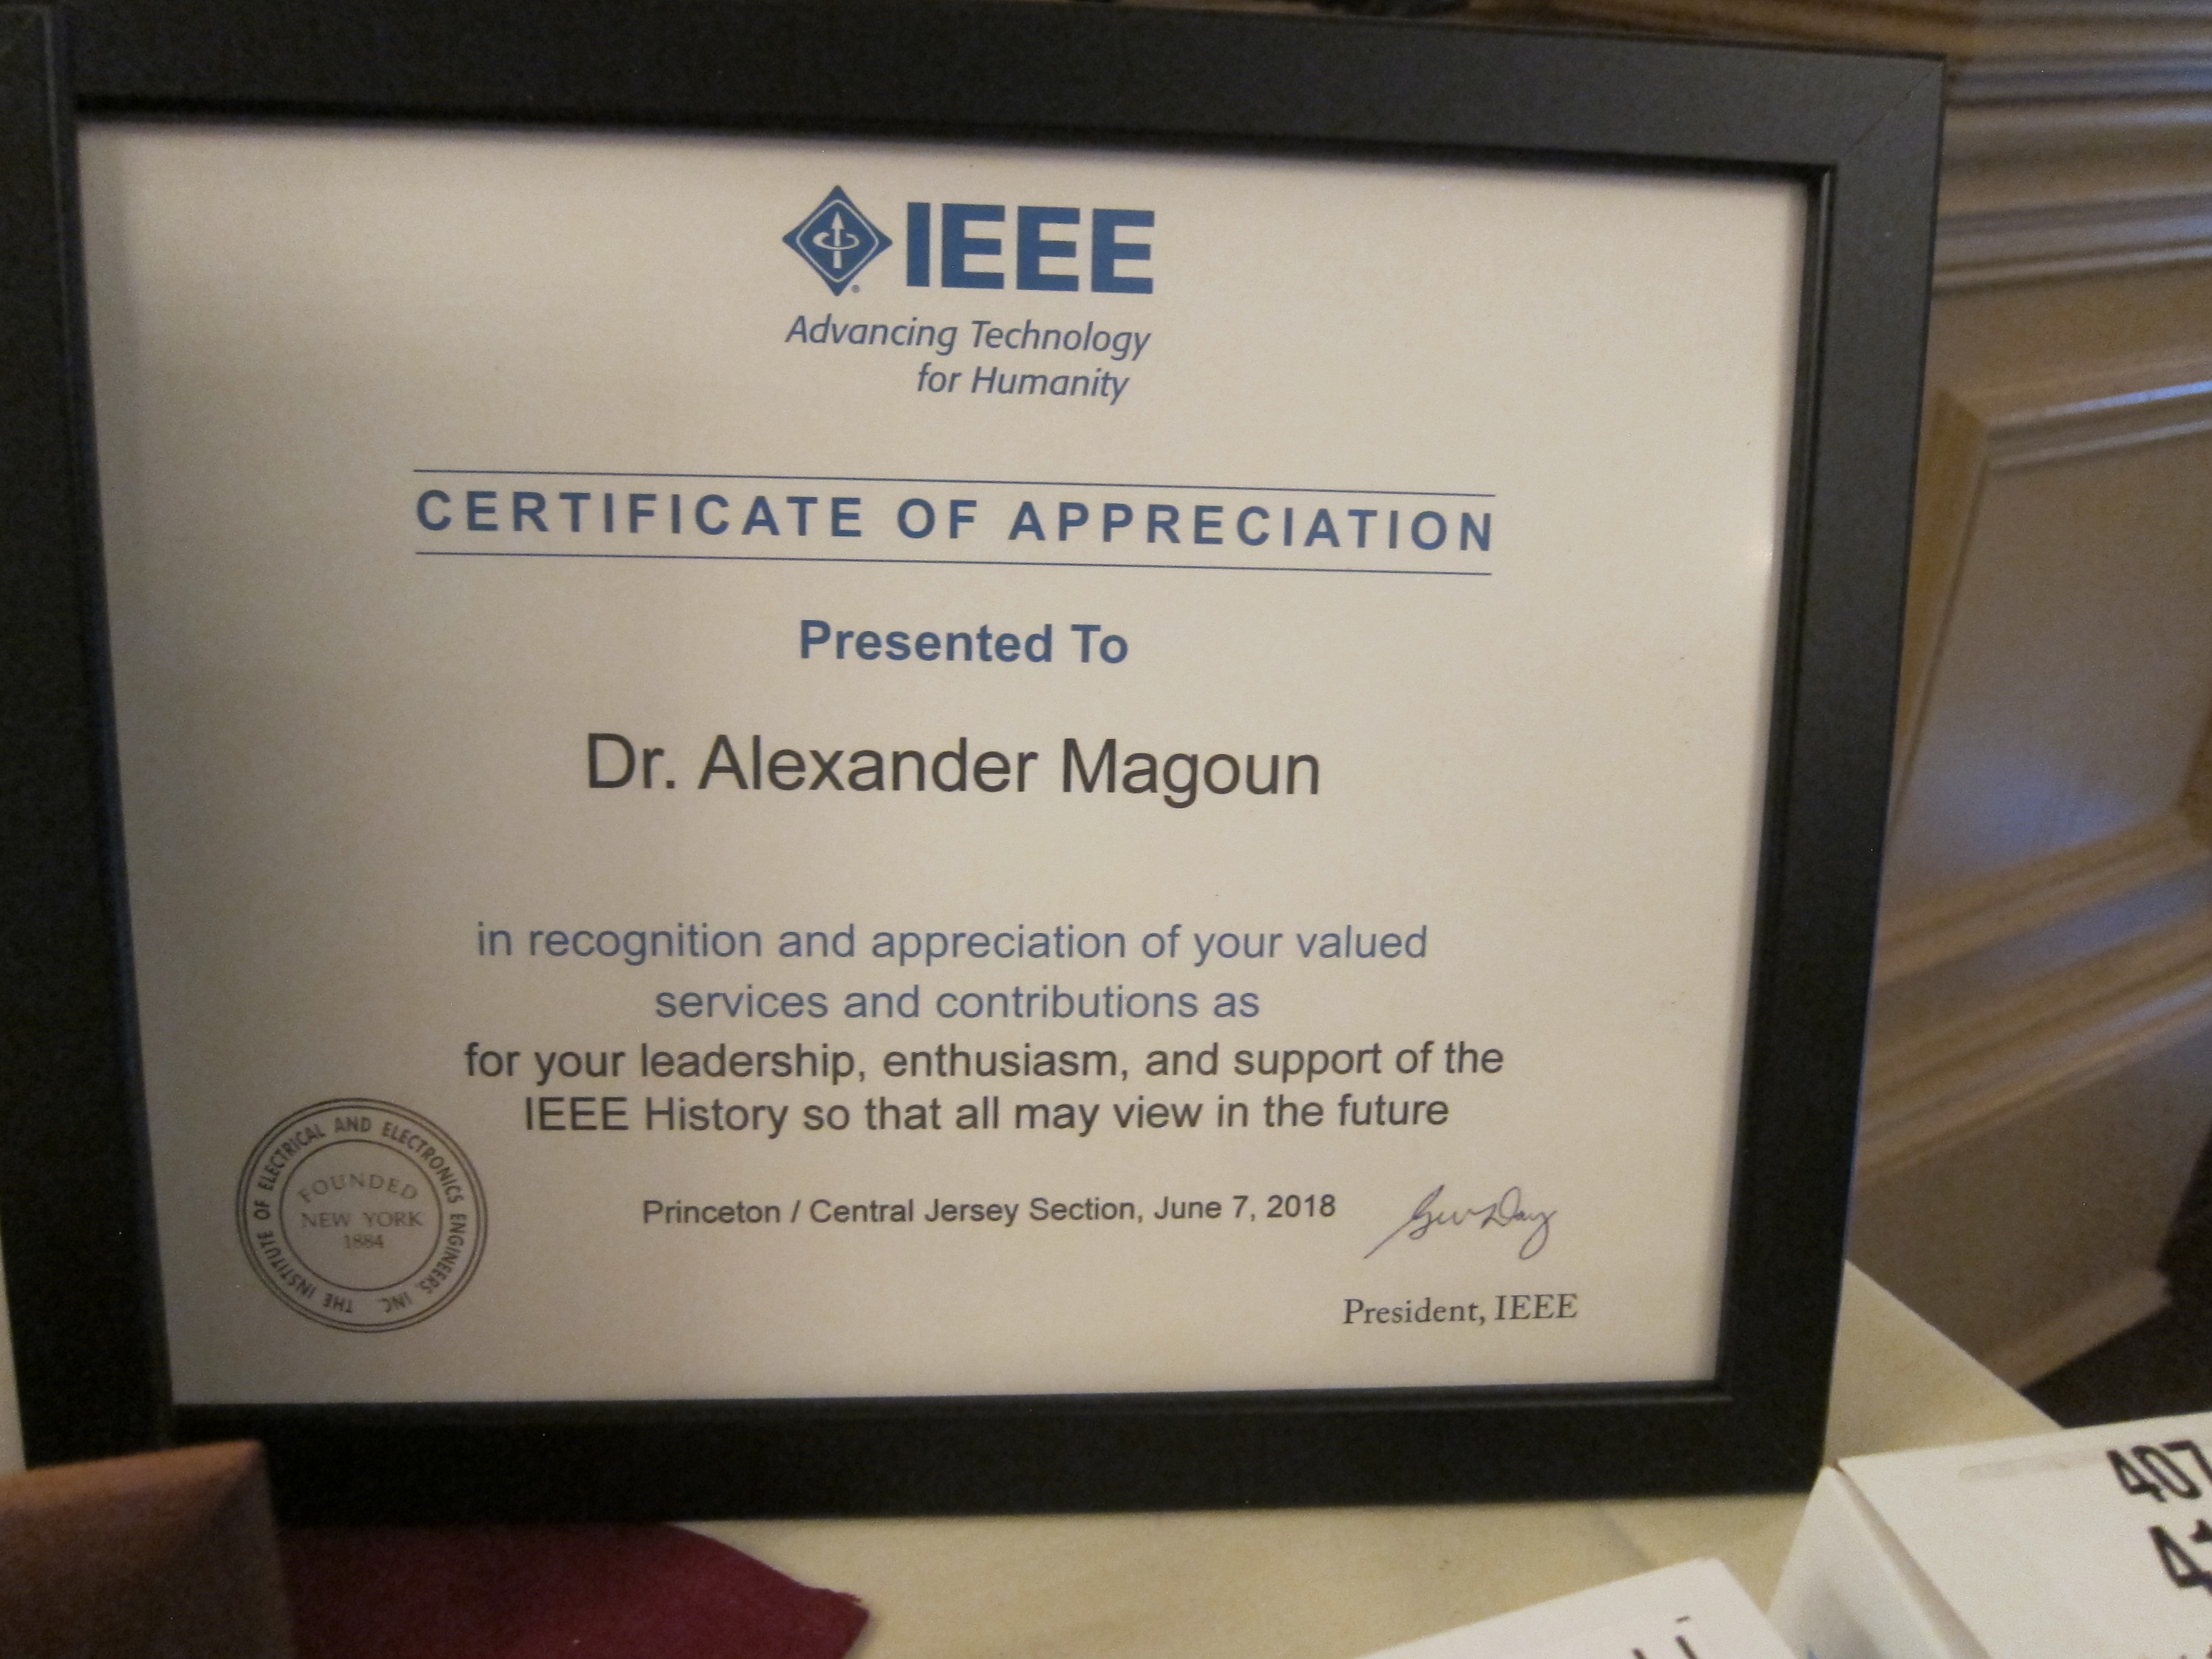 IEEE
Advancing Technology
for Humanity
CERTIFICATE OF APPRECIATION
Presented To
Dr. Alexander Magoun
in recognition and appreciation of your valued
services and contributions as
for your leadership, enthusiasm, and support of the
IEEE History so that all may view in the future
THE INSTITUTE OF ELECTRICAL AND ELECTRONICS ENGINEERS, INC.
FOUNDED
NEW YORK
1884
Princeton / Central Jersey Section, June 7, 2018
President, IEEE
407